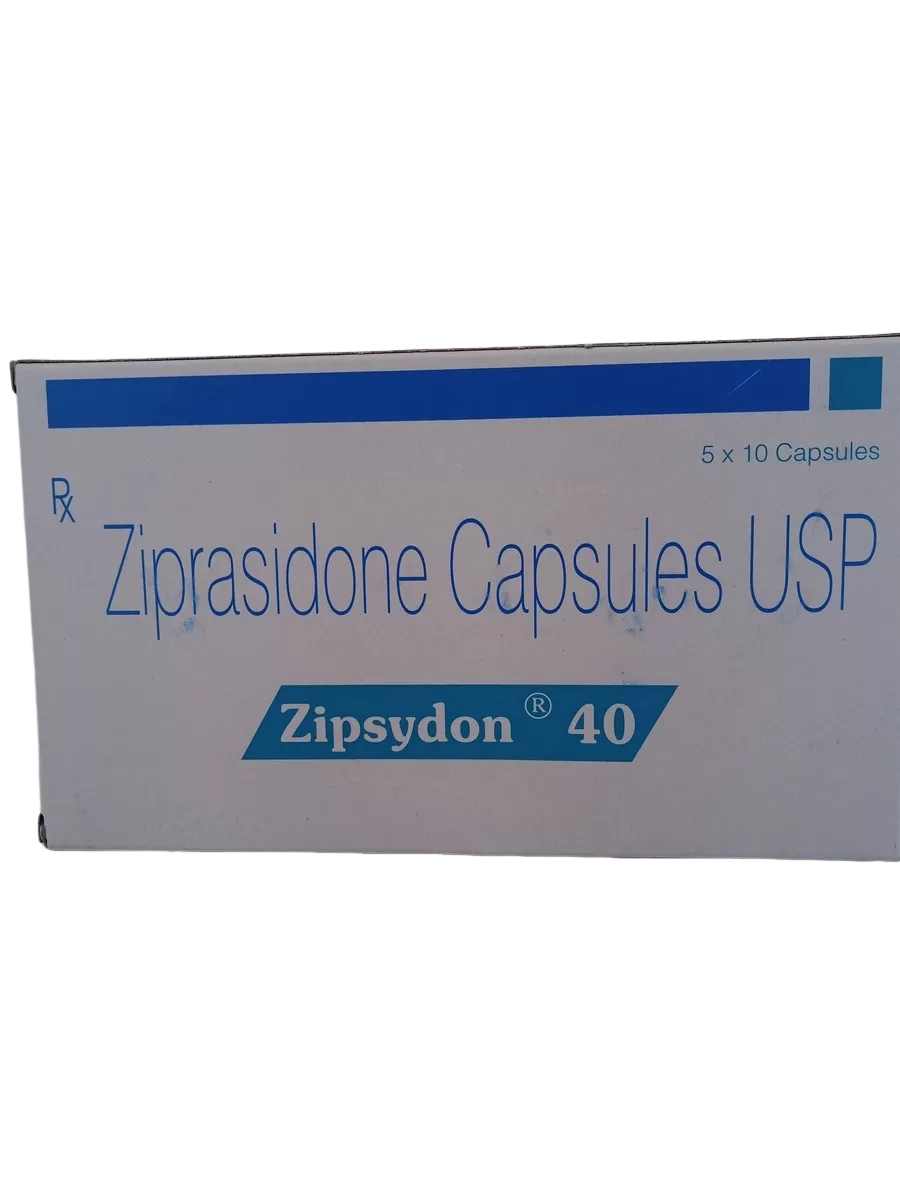 5 x 10 Capsules
Rx
Ziprasidone Capsules USP
Zipsydon ® 40